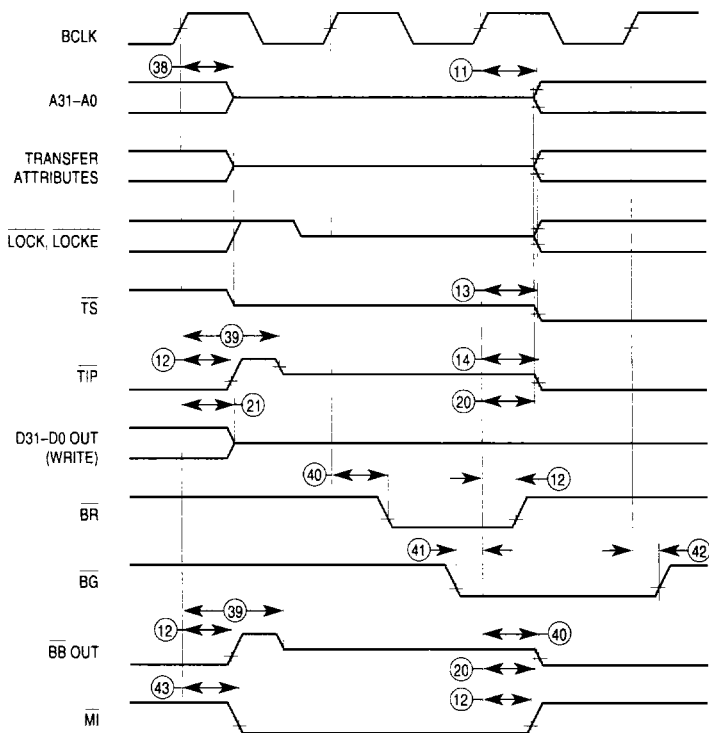 BCLK
38
11
A31–A0
TRANSFER
ATTRIBUTES
LOCK, LOCKE
13
TS
39
12
14
TIP
20
21
D31–D0 OUT
(WRITE)
40
12
BR
41
42
BG
39
12
40
BB OUT
20
43
12
MI